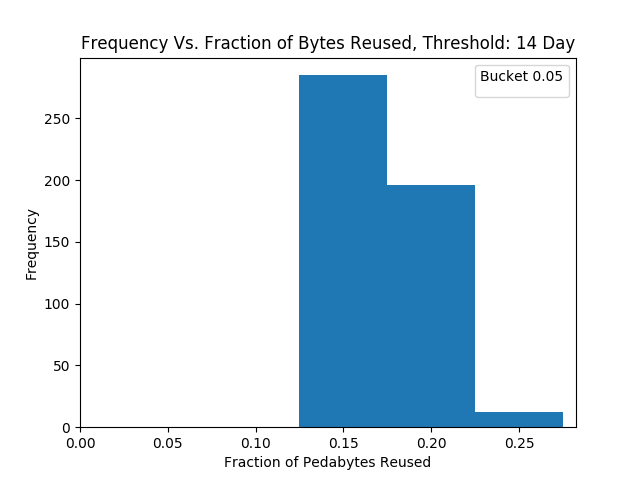 Frequency Vs. Fraction of Bytes Reused, Threshold: 14 Day
Bucket 0.05
250
200
150
100
50
0
Frequency
0.00 0.05 0.10 0.15 0.20 0.25
Fraction of Pedabytes Reused